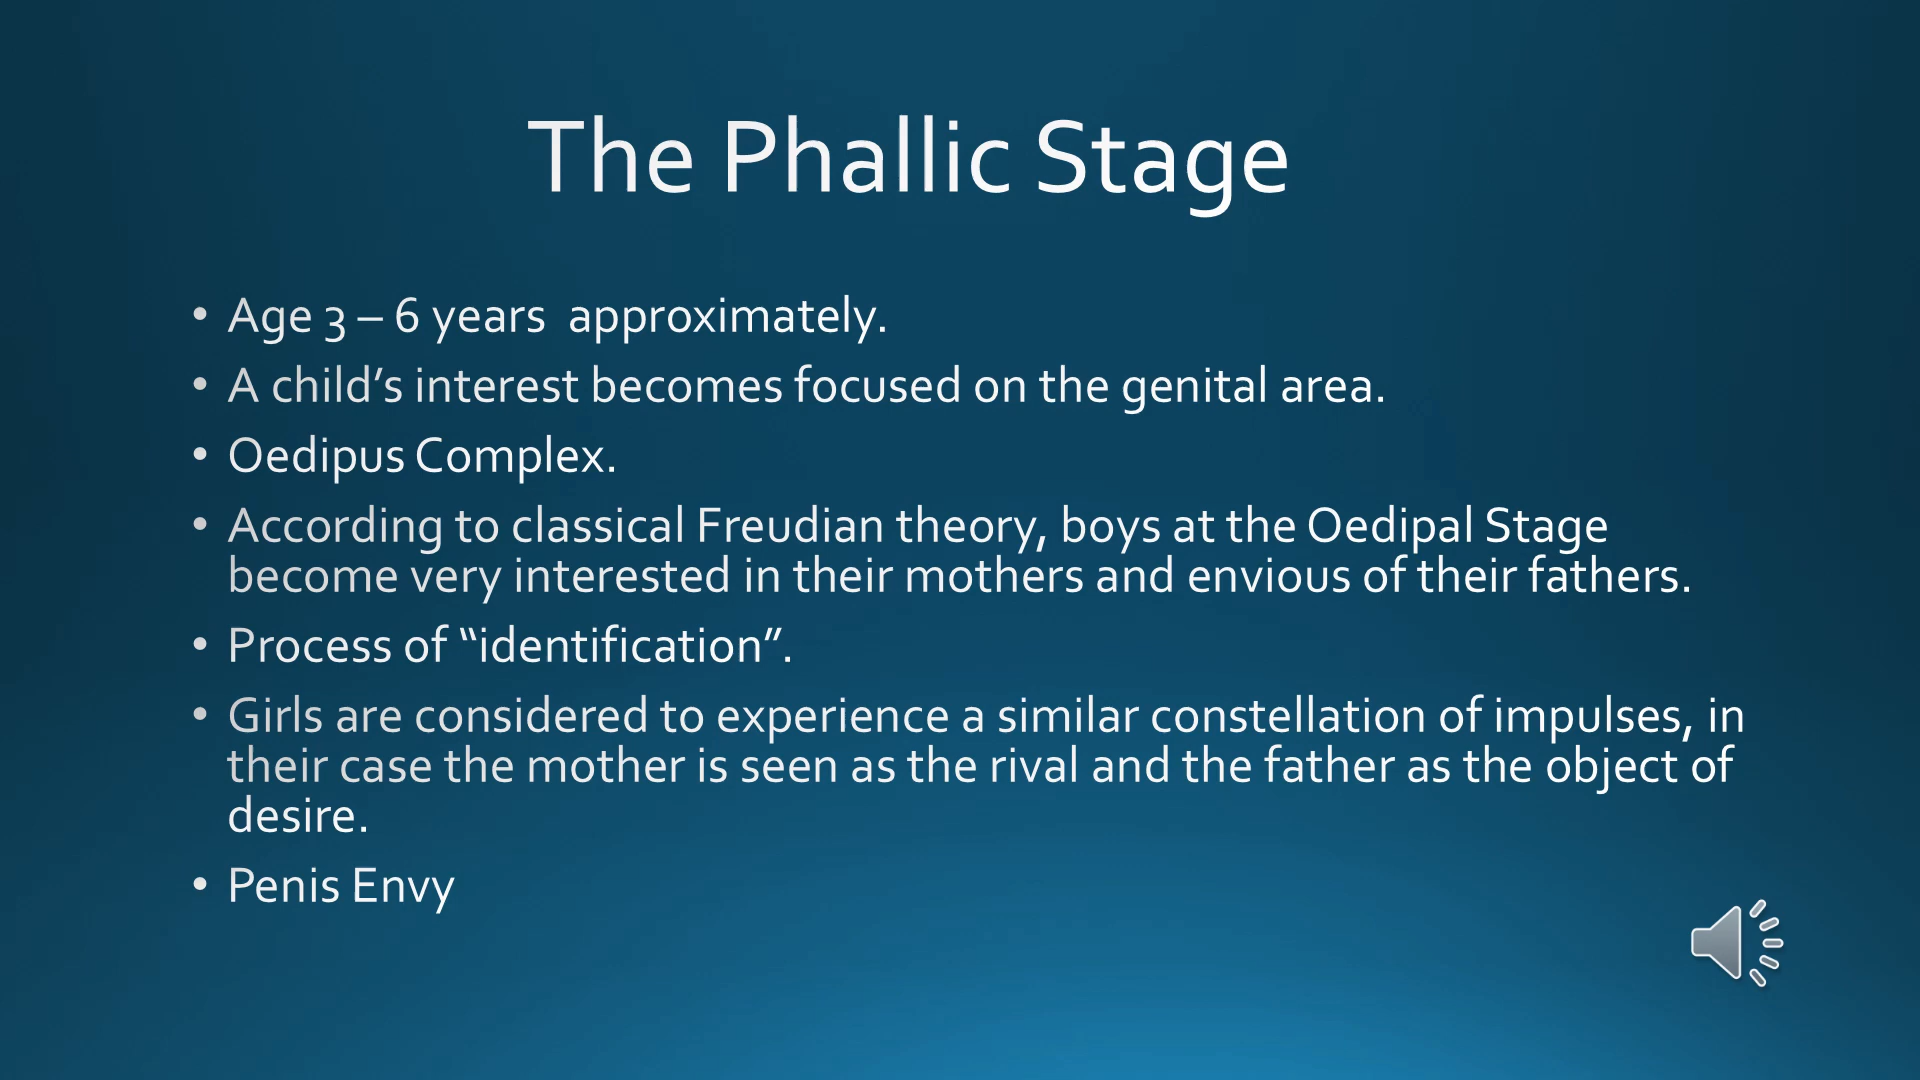 The Phallic Stage
• Age 3 – 6 years  approximately.
• A child’s interest becomes focused on the genital area.
• Oedipus Complex.
• According to classical Freudian theory, boys at the Oedipal Stage
become very interested in their mothers and envious of their fathers.
• Process of “identification”.
• Girls are considered to experience a similar constellation of impulses, in
their case the mother is seen as the rival and the father as the object of
desire.
• Penis Envy